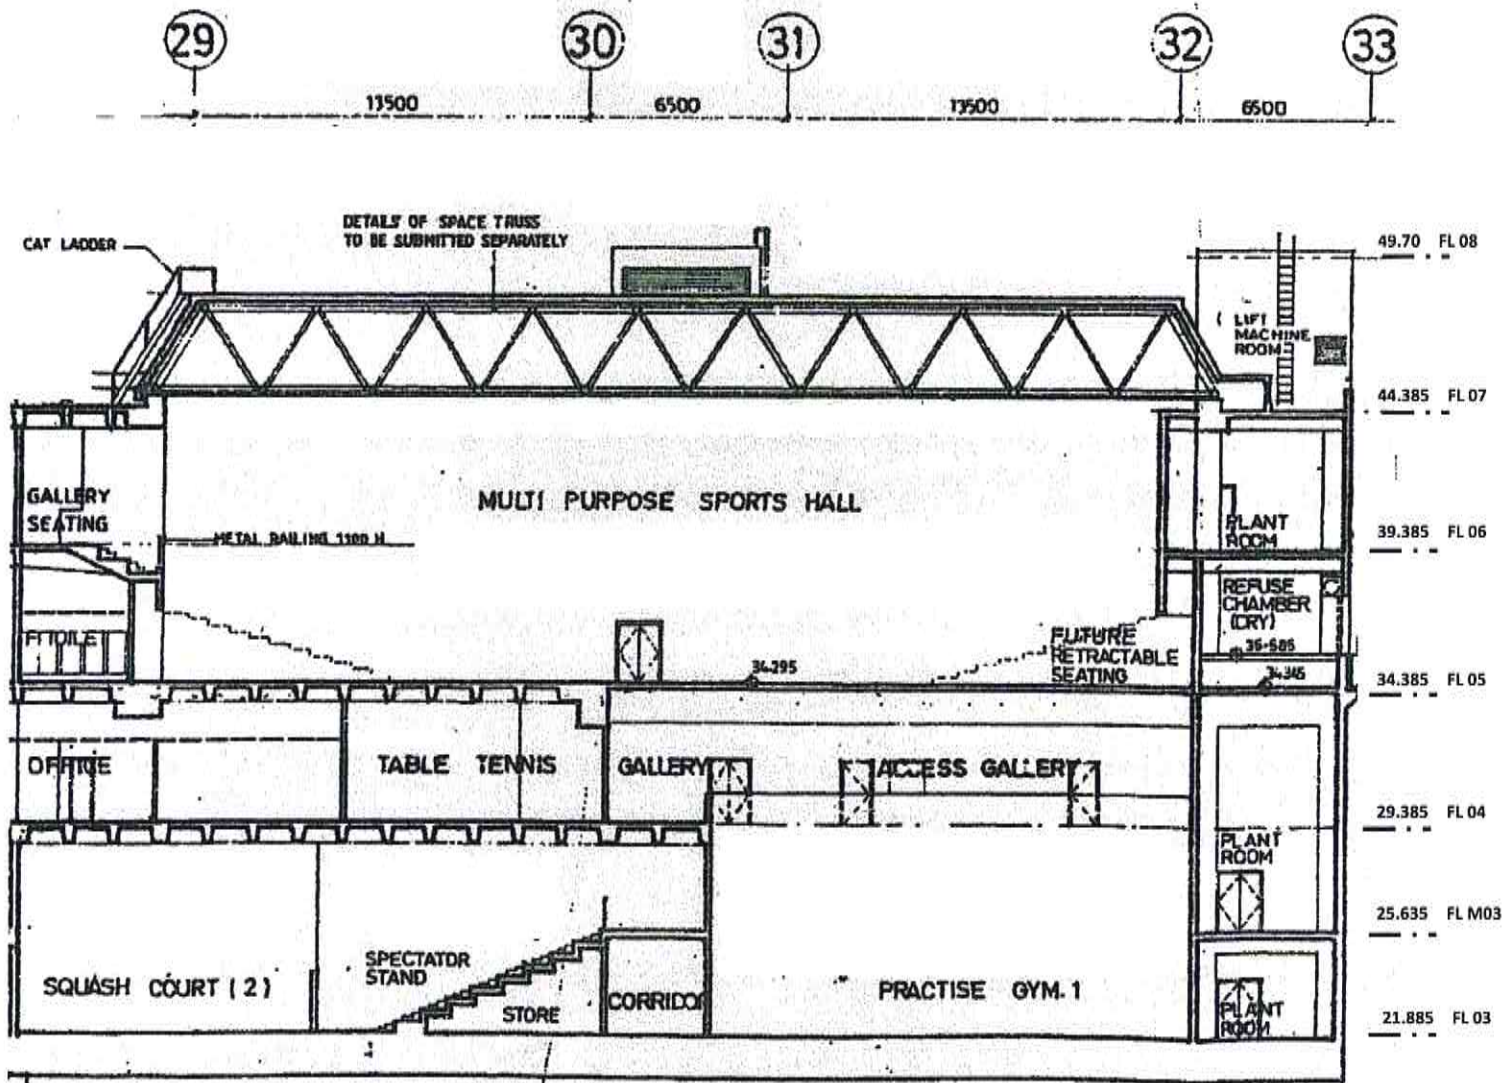 29 30 31 32 33
13500 6500 13500 6500
DETAILS OF SPACE TRUSS
TO BE SUBMITTED SEPARATELY
CAT LADDER
49.70 FL 08
LIFT
MACHINE
ROOM
44.385 FL 07
GALLERY
SEATING
MULTI PURPOSE SPORTS HALL
METAL RAILING 1100 H
PLANT
ROOM
39.385 FL 06
REFUSE
CHAMBER
(CRY)
FUTURE
RETRACTABLE
SEATING
34.295
34.385 FL 05
OFFICE
TABLE TENNIS
GALLERY
ACCESS GALLERY
29.385 FL 04
PLANT
ROOM
25.635 FL M03
SQUASH COURT (2)
SPECTATOR
STAND
STORE
CORRIDOR
PRACTISE GYM.1
PLANT
ROOM
21.885 FL 03